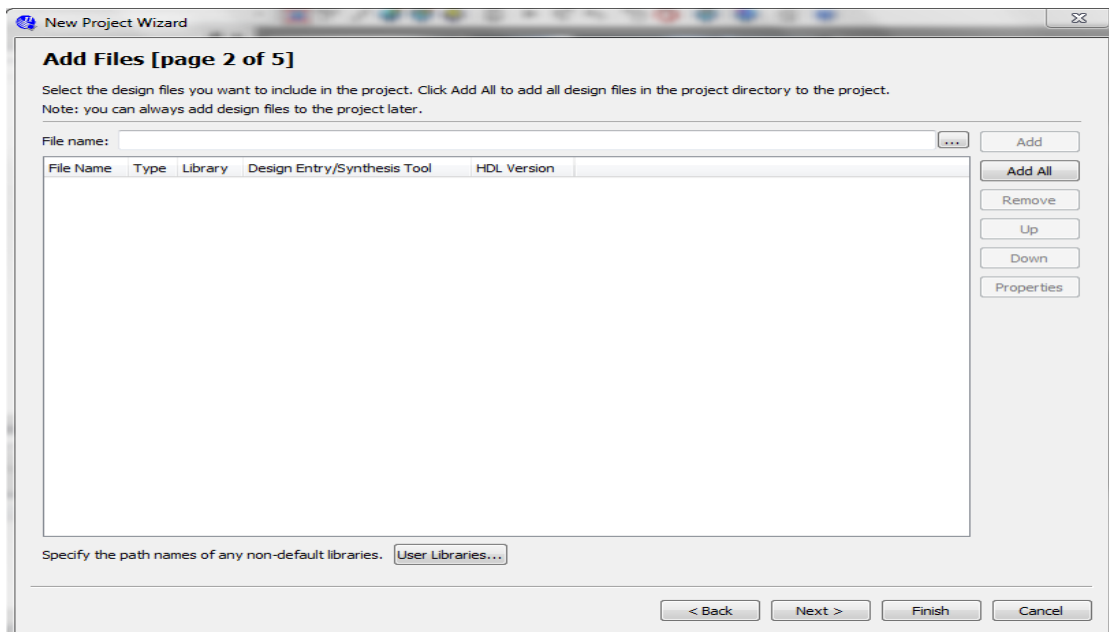 New Project Wizard
Add Files [page 2 of 5]
Select the design files you want to include in the project. Click Add All to add all design files in the project directory to the project.
Note: you can always add design files to the project later.
File name: ... Add
File Name Type Library Design Entry/Synthesis Tool HDL Version
Add All
Remove
Up
Down
Properties
Specify the path names of any non-default libraries. User Libraries...
< Back Next > Finish Cancel